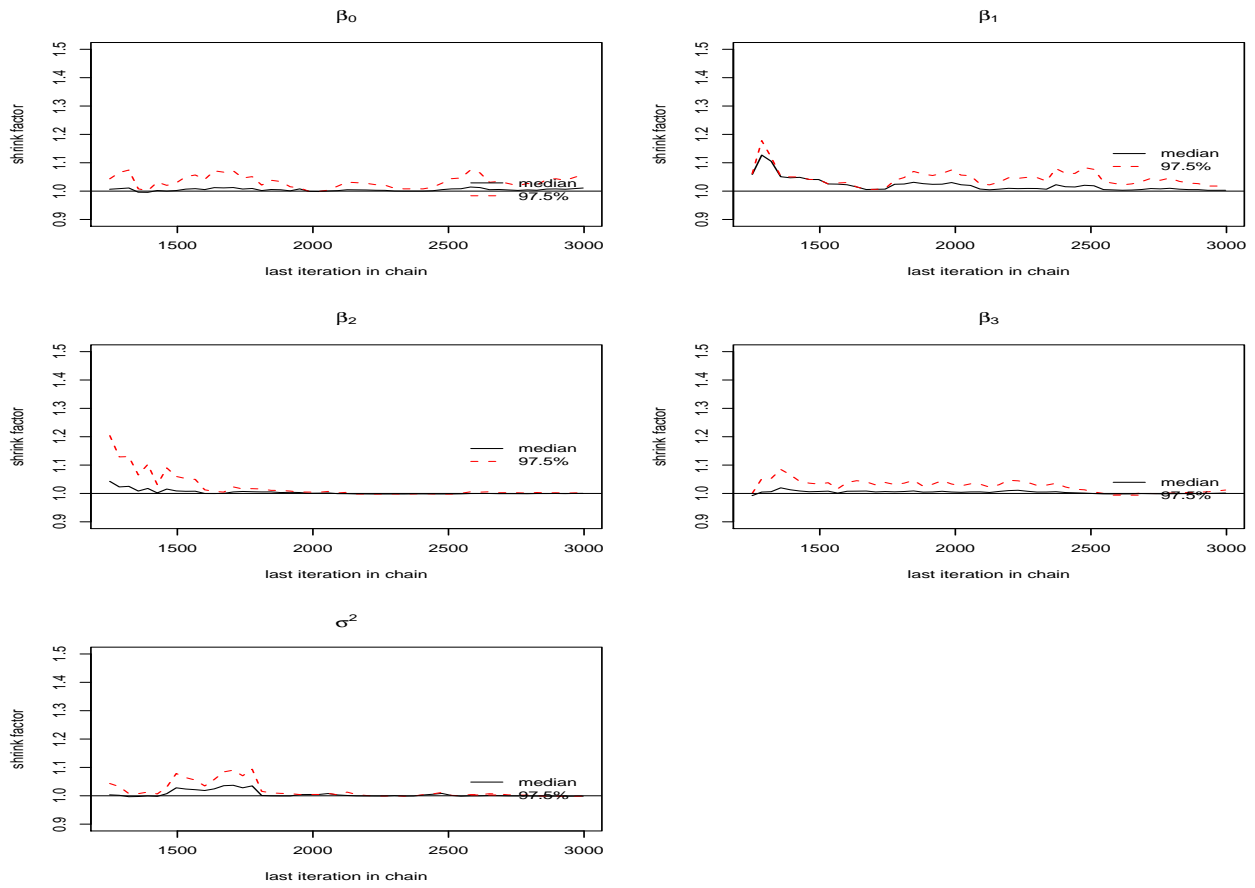 β₀
shrink factor
0.9 1.0 1.1 1.2 1.3 1.4 1.5
median
97.5%
1500 2000 2500 3000
last iteration in chain
β₁
shrink factor
0.9 1.0 1.1 1.2 1.3 1.4 1.5
median
97.5%
1500 2000 2500 3000
last iteration in chain
β₂
shrink factor
0.9 1.0 1.1 1.2 1.3 1.4 1.5
median
97.5%
1500 2000 2500 3000
last iteration in chain
β₃
shrink factor
0.9 1.0 1.1 1.2 1.3 1.4 1.5
median
97.5%
1500 2000 2500 3000
last iteration in chain
σ²
shrink factor
0.9 1.0 1.1 1.2 1.3 1.4 1.5
median
97.5%
1500 2000 2500 3000
last iteration in chain